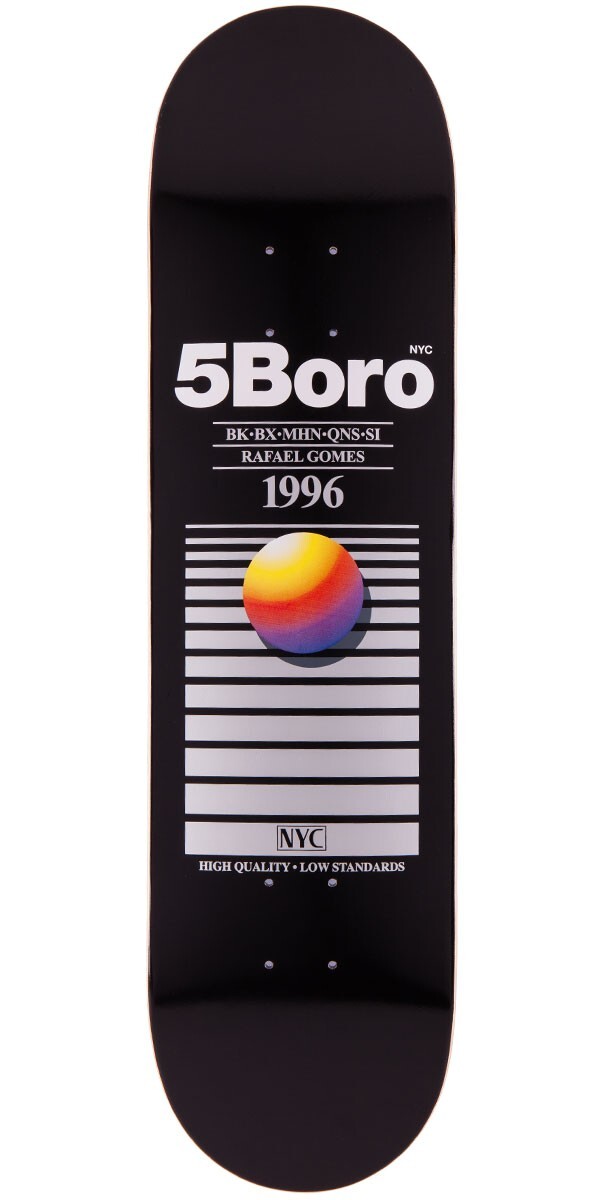 NYC
5Boro
BK•BX•MHN•QNS•SI
RAFAEL GOMES
1996
NYC
HIGH QUALITY • LOW STANDARDS